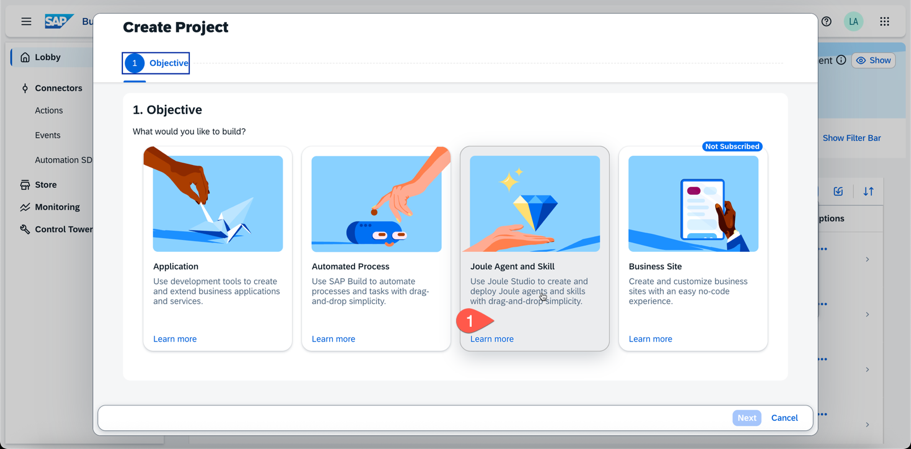 SAP
Bu
LA
Create Project
1 Objective
Lobby
Connectors
Actions
Events
Automation SD
Store
Monitoring
Control Tower
ent
Show
Show Filter Bar
ptions
1. Objective
What would you like to build?
Application
Use development tools to create
and extend business applications
and services.
Learn more
Automated Process
Use SAP Build to automate
processes and tasks with drag-
and-drop simplicity.
Learn more
Joule Agent and Skill
Use Joule Studio to create and
deploy Joule agents and skills
with drag-and-drop simplicity.
1
Learn more
Not Subscribed
Business Site
Create and customize business
sites with an easy no-code
experience.
Learn more
Next
Cancel